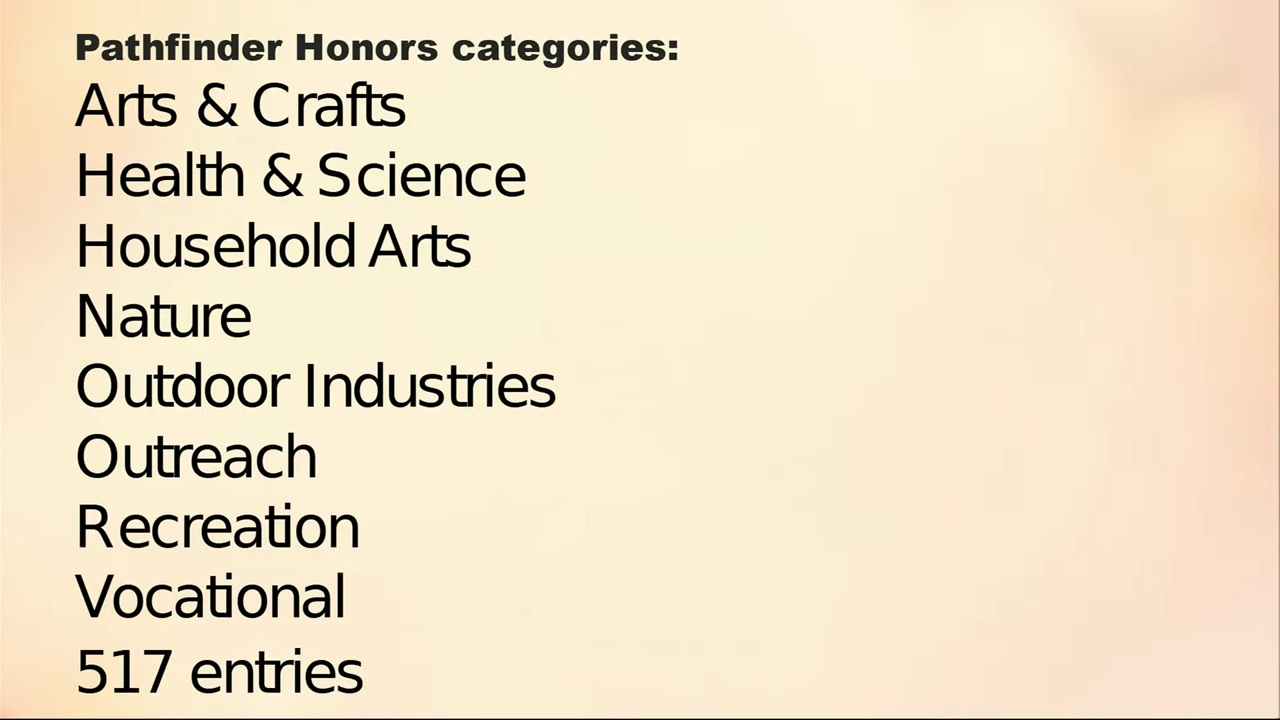 Pathfinder Honors categories:
Arts & Crafts
Health & Science
Household Arts
Nature
Outdoor Industries
Outreach
Recreation
Vocational
517 entries